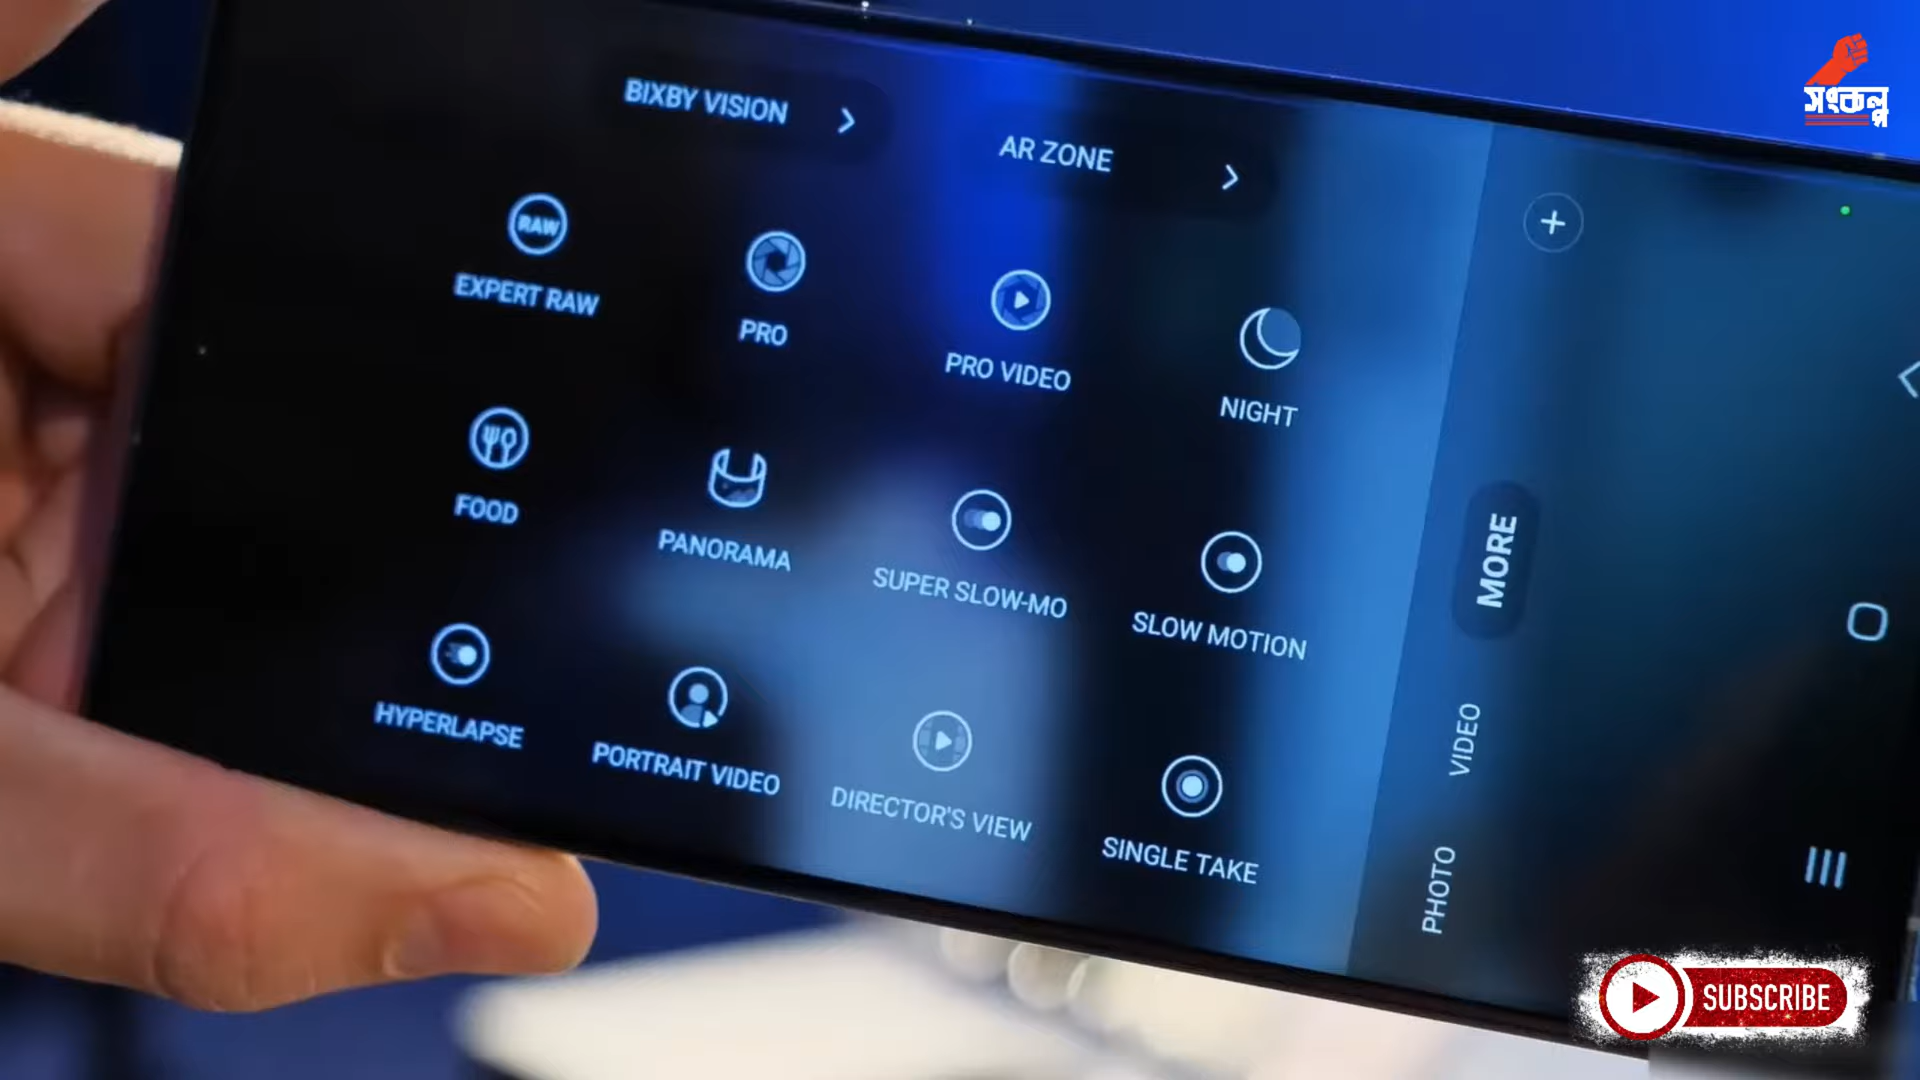 BIXBY VISION
AR ZONE
RAW
EXPERT RAW
PRO
PRO VIDEO
NIGHT
FOOD
PANORAMA
SUPER SLOW-MO
SLOW MOTION
HYPERLAPSE
PORTRAIT VIDEO
DIRECTOR'S VIEW
SINGLE TAKE
MORE
VIDEO
PHOTO
সংকল্প
SUBSCRIBE